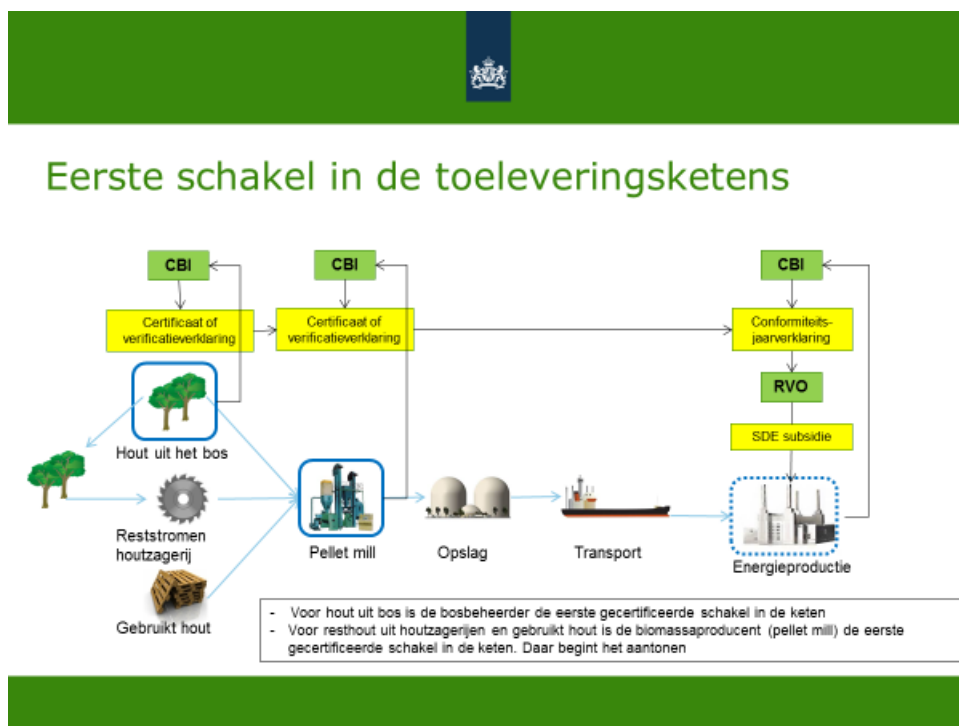 Eerste schakel in de toeleveringsketens
CBI
CBI
CBI
Certificaat of
verificatieverklaring
Certificaat of
verificatieverklaring
Conformiteits-
jaarverklaring
RVO
SDE subsidie
Hout uit het bos
Reststromen
houtzagerij
Pellet mill
Opslag
Transport
Energieproductie
Gebruikt hout
- Voor hout uit bos is de bosbeheerder de eerste gecertificeerde schakel in de keten
- Voor resthout uit houtzagerijen en gebruikt hout is de biomassaproducent (pellet mill) de eerste
gecertificeerde schakel in de keten. Daar begint het aantonen